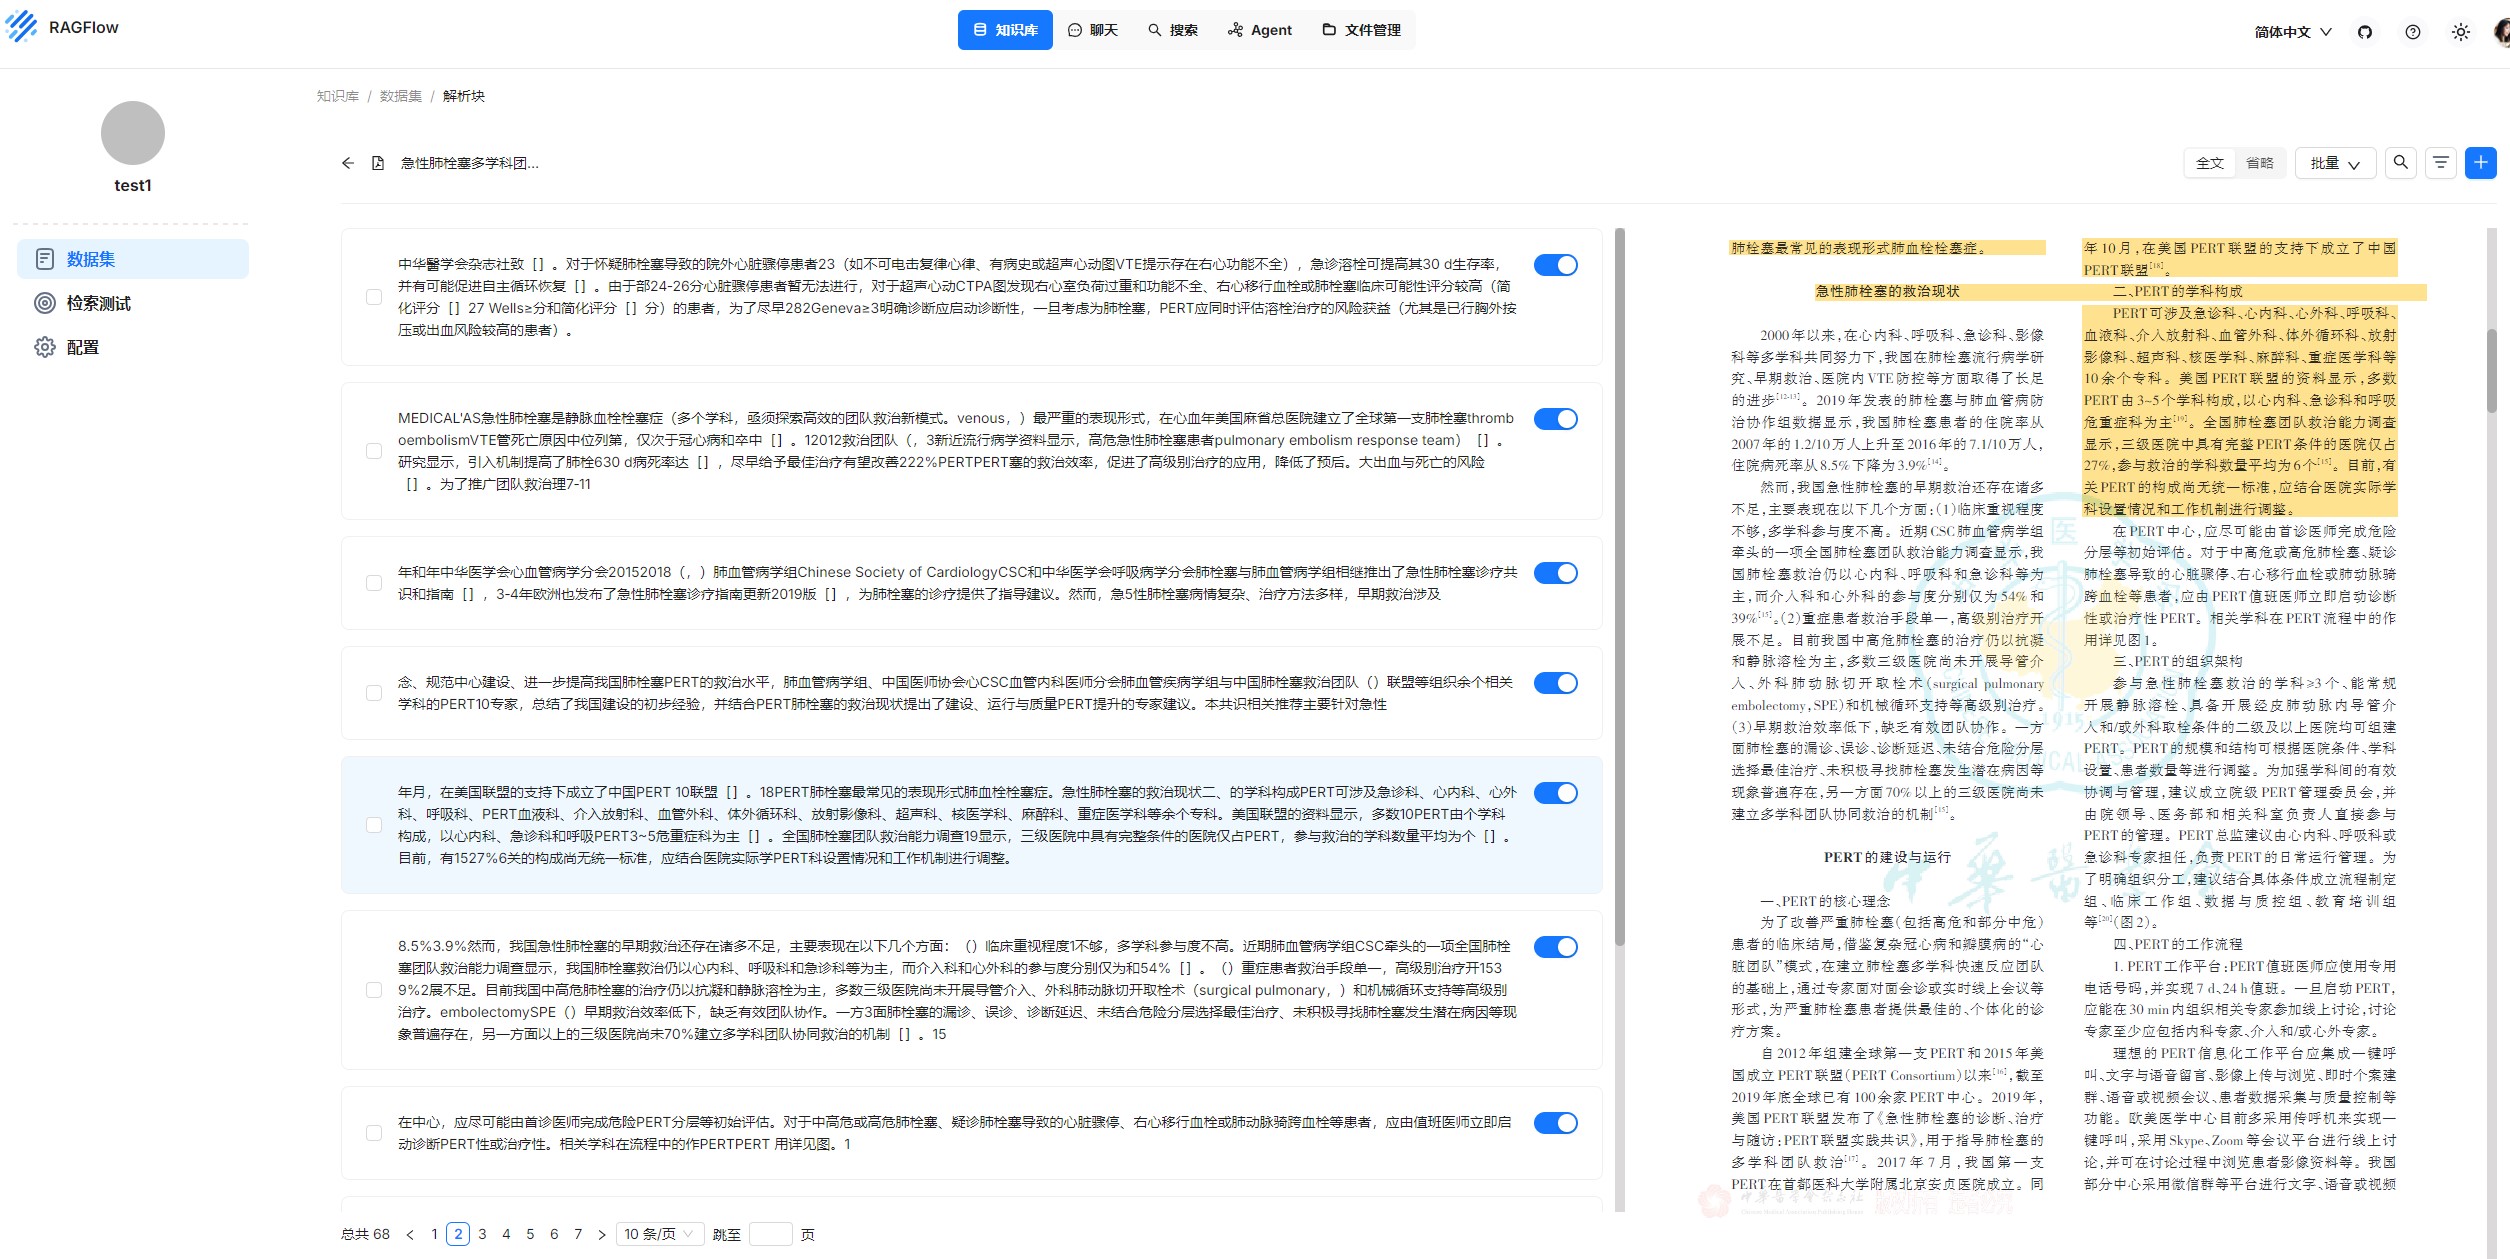 RAGFlow
知识库
聊天
搜索
Agent
文件管理
简体中文
test1
数据集
检索测试
配置
知识库 / 数据集 / 解析块
急性肺栓塞多学科团...
全文
省略
批量
中华醫学会杂志社致［］。对于怀疑肺栓塞导致的院外心脏骤停患者23（如不可电击复律心律、有病史或超声心动图VTE提示存在右心功能不全），急诊溶栓可提高其30 d生存率，
并有可能促进自主循环恢复［］。由于部24-26分心脏骤停患者暂无法进行，对于超声心动CTPA图发现右心室负荷过重和功能不全、右心移行血栓或肺栓塞临床可能性评分较高（简
化评分［］27 Wells≥分和简化评分［］分）的患者，为了尽早282Geneva≥3明确诊断应启动诊断性，一旦考虑为肺栓塞，PERT应同时评估溶栓治疗的风险获益（尤其是已行胸外按
压或出血风险较高的患者）。
MEDICAL'AS急性肺栓塞是静脉血栓栓塞症（多个学科，亟须探索高效的团队救治新模式。venous，）最严重的表现形式，在心血年美国麻省总医院建立了全球第一支肺栓塞thromb
oembolismVTE管死亡原因中位列第，仅次于冠心病和卒中［］。12012救治团队（，3新近流行病学资料显示，高危急性肺栓塞患者pulmonary embolism response team）［］。
研究显示，引入机制提高了肺栓630 d病死率达［］，尽早给予最佳治疗有望改善222%PERTPERT塞的救治效率，促进了高级别治疗的应用，降低了预后。大出血与死亡的风险
［］。为了推广团队救治理7-11
年和年中华医学会心血管病学分会20152018（，）肺血管病学组Chinese Society of CardiologyCSC和中华医学会呼吸病学分会肺栓塞与肺血管病学组相继推出了急性肺栓塞诊疗共
识和指南［］，3-4年欧洲也发布了急性肺栓塞诊疗指南更新2019版［］，为肺栓塞的诊疗提供了指导建议。然而，急5性肺栓塞病情复杂、治疗方法多样，早期救治涉及
念、规范中心建设、进一步提高我国肺栓塞PERT的救治水平，肺血管病学组、中国医师协会心CSC血管内科医师分会肺血管疾病学组与中国肺栓塞救治团队（）联盟等组织余个相关
学科的PERT10专家，总结了我国建设的初步经验，并结合PERT肺栓塞的救治现状提出了建设、运行与质量PERT提升的专家建议。本共识相关推荐主要针对急性
年月，在美国联盟的支持下成立了中国PERT 10联盟［］。18PERT肺栓塞最常见的表现形式肺血栓栓塞症。急性肺栓塞的救治现状二、的学科构成PERT可涉及急诊科、心内科、心外
科、呼吸科、PERT血液科、介入放射科、血管外科、体外循环科、放射影像科、超声科、核医学科、麻醉科、重症医学科等余个专科。美国联盟的资料显示，多数10PERT由个学科
构成，以心内科、急诊科和呼吸PERT3~5危重症科为主［］。全国肺栓塞团队救治能力调查19显示，三级医院中具有完整条件的医院仅占PERT，参与救治的学科数量平均为个［］。
目前，有1527%6关的构成尚无统一标准，应结合医院实际学PERT科设置情况和工作机制进行调整。
8.5%3.9%然而，我国急性肺栓塞的早期救治还存在诸多不足，主要表现在以下几个方面：（）临床重视程度1不够，多学科参与度不高。近期肺血管病学组CSC牵头的一项全国肺栓
塞团队救治能力调查显示，我国肺栓塞救治仍以心内科、呼吸科和急诊科等为主，而介入科和心外科的参与度分别仅为和54%［］。（）重症患者救治手段单一，高级别治疗开153
9%2展不足。目前我国中高危肺栓塞的治疗仍以抗凝和静脉溶栓为主，多数三级医院尚未开展导管介入、外科肺动脉切开取栓术（surgical pulmonary，）和机械循环支持等高级别
治疗。embolectomySPE（）早期救治效率低下，缺乏有效团队协作。一方3面肺栓塞的漏诊、误诊、诊断延迟、未结合危险分层选择最佳治疗、未积极寻找肺栓塞发生潜在病因等现
象普遍存在，另一方面以上的三级医院尚未70%建立多学科团队协同救治的机制［］。15
在中心，应尽可能由首诊医师完成危险PERT分层等初始评估。对于中高危或高危肺栓塞、疑诊肺栓塞导致的心脏骤停、右心移行血栓或肺动脉骑跨血栓等患者，应由值班医师立即启
动诊断PERT性或治疗性。相关学科在流程中的作PERTPERT 用详见图。1
总共 68 < 1 2 3 4 5 6 7 > 10 条/页 跳至 页
肺栓塞最常见的表现形式肺血栓栓塞症。
急性肺栓塞的救治现状
2000年以来,在心内科、呼吸科、急诊科、影像
科等多学科共同努力下,我国在肺栓塞流行病学研
究、早期救治、医院内VTE防控等方面取得了长足
的进步[12-13]。2019年发表的肺栓塞与肺血管病防
治协作组数据显示,我国肺栓塞患者的住院率从
2007年的1.2/10万人上升至2016年的7.1/10万人,
住院病死率从8.5%下降为3.9%[14]。
然而,我国急性肺栓塞的早期救治还存在诸多
不足,主要表现在以下几个方面:(1)临床重视程度
不够,多学科参与度不高。近期CSC肺血管病学组
牵头的一项全国肺栓塞团队救治能力调查显示,我
国肺栓塞救治仍以心内科、呼吸科和急诊科等为
主,而介入科和心外科的参与度分别仅为54%和
39%[15]。(2)重症患者救治手段单一,高级别治疗开
展不足。目前我国中高危肺栓塞的治疗仍以抗凝
和静脉溶栓为主,多数三级医院尚未开展导管介
入、外科肺动脉切开取栓术(surgical pulmonary
embolectomy,SPE)和机械循环支持等高级别治疗。
(3)早期救治效率低下,缺乏有效团队协作。一方
面肺栓塞的漏诊、误诊、诊断延迟、未结合危险分层
选择最佳治疗、未积极寻找肺栓塞发生潜在病因等
现象普遍存在,另一方面70%以上的三级医院尚未
建立多学科团队协同救治的机制[15]。
PERT的建设与运行
一、PERT的核心理念
为了改善严重肺栓塞(包括高危和部分中危)
患者的临床结局,借鉴复杂冠心病和瓣膜病的“心
脏团队”模式,在建立肺栓塞多学科快速反应团队
的基础上,通过专家面对面会诊或实时线上会议等
形式,为严重肺栓塞患者提供最佳的、个体化的诊
疗方案。
自2012年组建全球第一支PERT和2015年美
国成立PERT联盟(PERT Consortium)以来[16],截至
2019年底全球已有100余家PERT中心。2019年,
美国PERT联盟发布了《急性肺栓塞的诊断、治疗
与随访:PERT联盟实践共识》,用于指导肺栓塞的
多学科团队救治[17]。2017年7月,我国第一支
PERT在首都医科大学附属北京安贞医院成立。同
年10月,在美国PERT联盟的支持下成立了中国
PERT联盟[18]。
二、PERT的学科构成
PERT可涉及急诊科、心内科、心外科、呼吸科、
血液科、介入放射科、血管外科、体外循环科、放射
影像科、超声科、核医学科、麻醉科、重症医学科等
10余个专科。美国PERT联盟的资料显示,多数
PERT由3~5个学科构成,以心内科、急诊科和呼吸
危重症科为主[19]。全国肺栓塞团队救治能力调查
显示,三级医院中具有完整PERT条件的医院仅占
27%,参与救治的学科数量平均为6个[15]。目前,有
关PERT的构成尚无统一标准,应结合医院实际学
科设置情况和工作机制进行调整。
在PERT中心,应尽可能由首诊医师完成危险
分层等初始评估。对于中高危或高危肺栓塞、疑诊
肺栓塞导致的心脏骤停、右心移行血栓或肺动脉骑
跨血栓等患者,应由PERT值班医师立即启动诊断
性或治疗性PERT。相关学科在PERT流程中的作
用详见图1。
三、PERT的组织架构
参与急性肺栓塞救治的学科≥3个、能常规
开展静脉溶栓、具备开展经皮肺动脉内导管介
入和/或外科取栓条件的二级及以上医院均可组建
PERT。PERT的规模和结构可根据医院条件、学科
设置、患者数量等进行调整。为加强学科间的有效
协调与管理,建议成立院级PERT管理委员会,并
由院领导、医务部和相关科室负责人直接参与
PERT的管理。PERT总监建议由心内科、呼吸科或
急诊科专家担任,负责PERT的日常运行管理。为
了明确组织分工,建议结合具体条件成立流程制定
组、临床工作组、数据与质控组、教育培训组
等[20](图2)。
四、PERT的工作流程
1. PERT工作平台:PERT值班医师应使用专用
电话号码,并实现7 d、24 h值班。一旦启动PERT,
应能在30 min内组织相关专家参加线上讨论,讨论
专家至少应包括内科专家、介入和/或心外专家。
理想的PERT信息化工作平台应集成一键呼
叫、文字与语音留言、影像上传与浏览、即时个案建
群、语音或视频会议、患者数据采集与质量控制等
功能。欧美医学中心目前多采用传呼机来实现一
键呼叫,采用Skype、Zoom等会议平台进行线上讨
论,并可在讨论过程中浏览患者影像资料等。我国
部分中心采用微信群等平台进行文字、语音或视频
1915